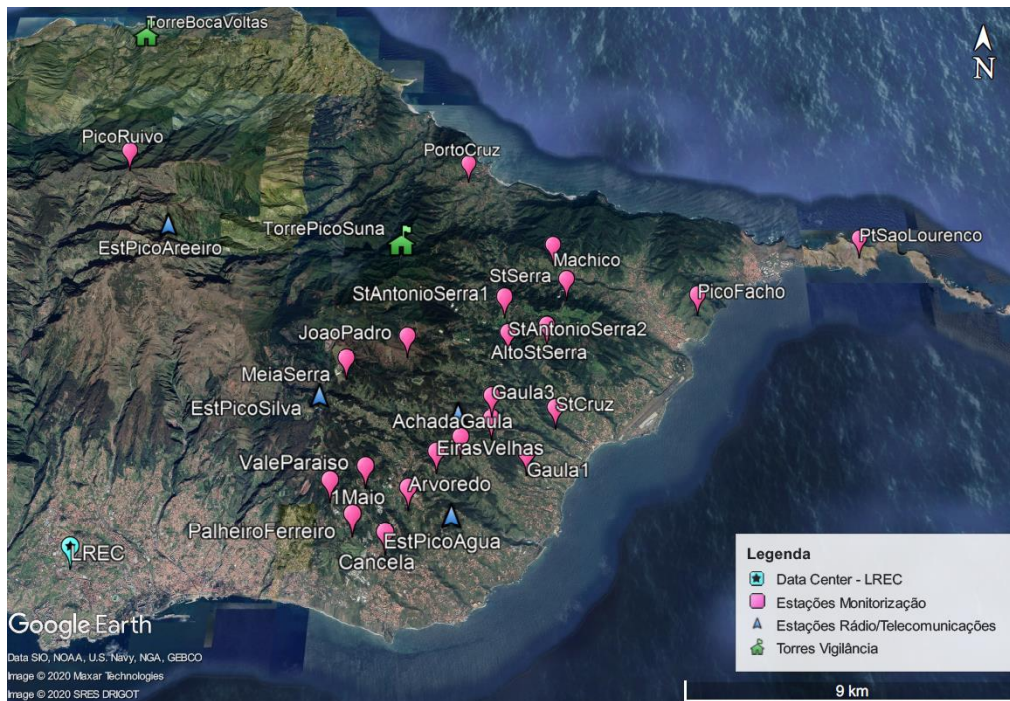 TorreBocaVoltas
N
PicoRuivo
PortoCruz
TorrePicoSuna
PtSaoLourenco
EstPicoAreeiro
Machico
StSerra
PicoFacho
StAntonioSerra1
StAntonioSerra2
JoaoPadro
AltoStSerra
MeiaSerra
Gaula3
EstPicoSilva
StCruz
AchadaGaula
EirasVelhas
ValeParaiso
Gaula1
Arvoredo
1Maio
PalheiroFerreiro
EstPicoAgua
LREC
Cancela
Legenda
Data Center - LREC
Estações Monitorização
Estações Rádio/Telecomunicações
Torres Vigilância
Google Earth
Data SIO, NOAA, U.S. Navy, NGA, GEBCO
Image © 2020 Maxar Technologies
Image © 2020 SRES DRIGOT
9 km